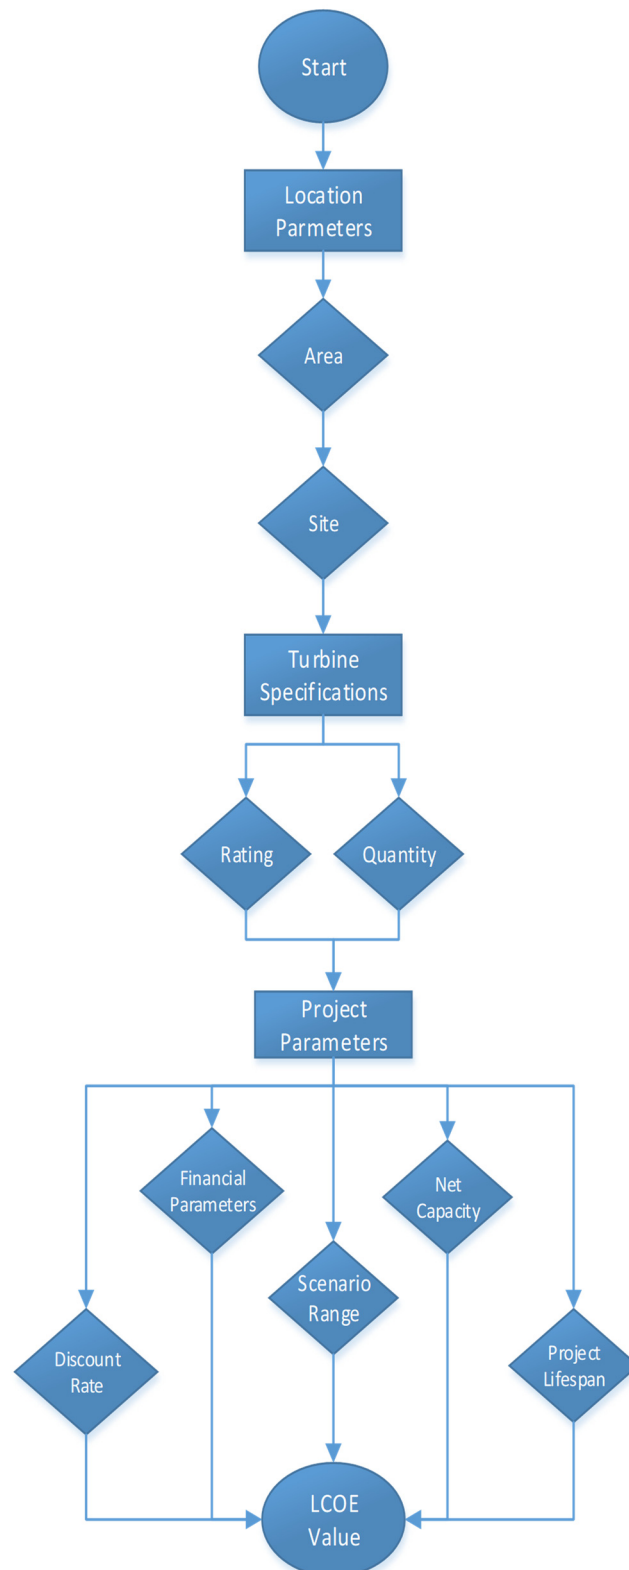 Start
Location
Parmeters
Area
Site
Turbine
Specifications
Rating
Quantity
Project
Parameters
Financial
Parameters
Net
Capacity
Scenario
Range
Discount
Rate
Project
Lifespan
LCOE
Value